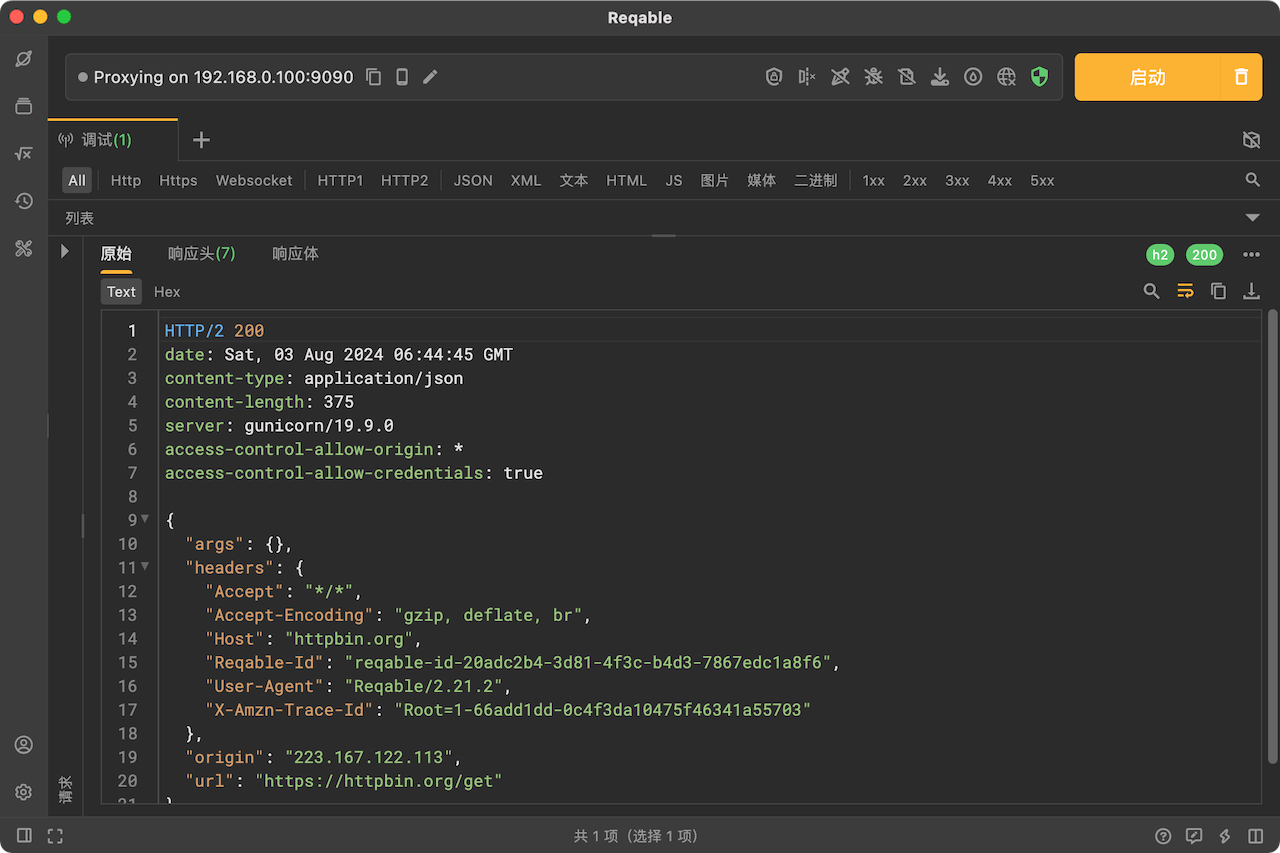 Reqable
Proxying on 192.168.0.100:9090
启动
调试(1)
All Http Https Websocket HTTP1 HTTP2 JSON XML 文本 HTML JS 图片 媒体 二进制 1xx 2xx 3xx 4xx 5xx
列表
原始 响应头(7) 响应体 h2 200
Text Hex
1 HTTP/2 200
2 date: Sat, 03 Aug 2024 06:44:45 GMT
3 content-type: application/json
4 content-length: 375
5 server: gunicorn/19.9.0
6 access-control-allow-origin: *
7 access-control-allow-credentials: true
8
9 {
10 "args": {},
11 "headers": {
12 "Accept": "*/*",
13 "Accept-Encoding": "gzip, deflate, br",
14 "Host": "httpbin.org",
15 "Reqable-Id": "reqable-id-20adc2b4-3d81-4f3c-b4d3-7867edc1a8f6",
16 "User-Agent": "Reqable/2.21.2",
17 "X-Amzn-Trace-Id": "Root=1-66add1dd-0c4f3da10475f46341a55703"
18 },
19 "origin": "223.167.122.113",
20 "url": "https://httpbin.org/get"
21 }
请求
共 1 项（选择 1 项）